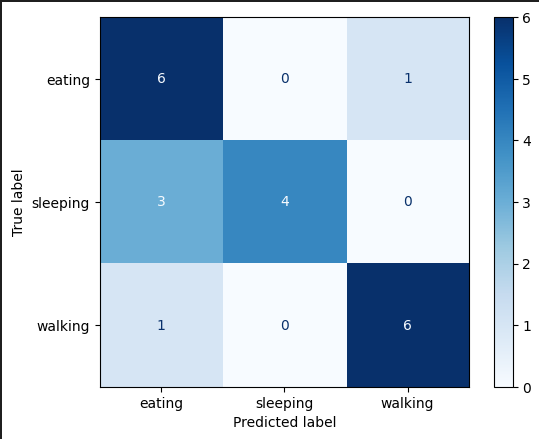 eating 6 0 1
sleeping 3 4 0
walking 1 0 6
eating sleeping walking
Predicted label
True label
6
5
4
3
2
1
0